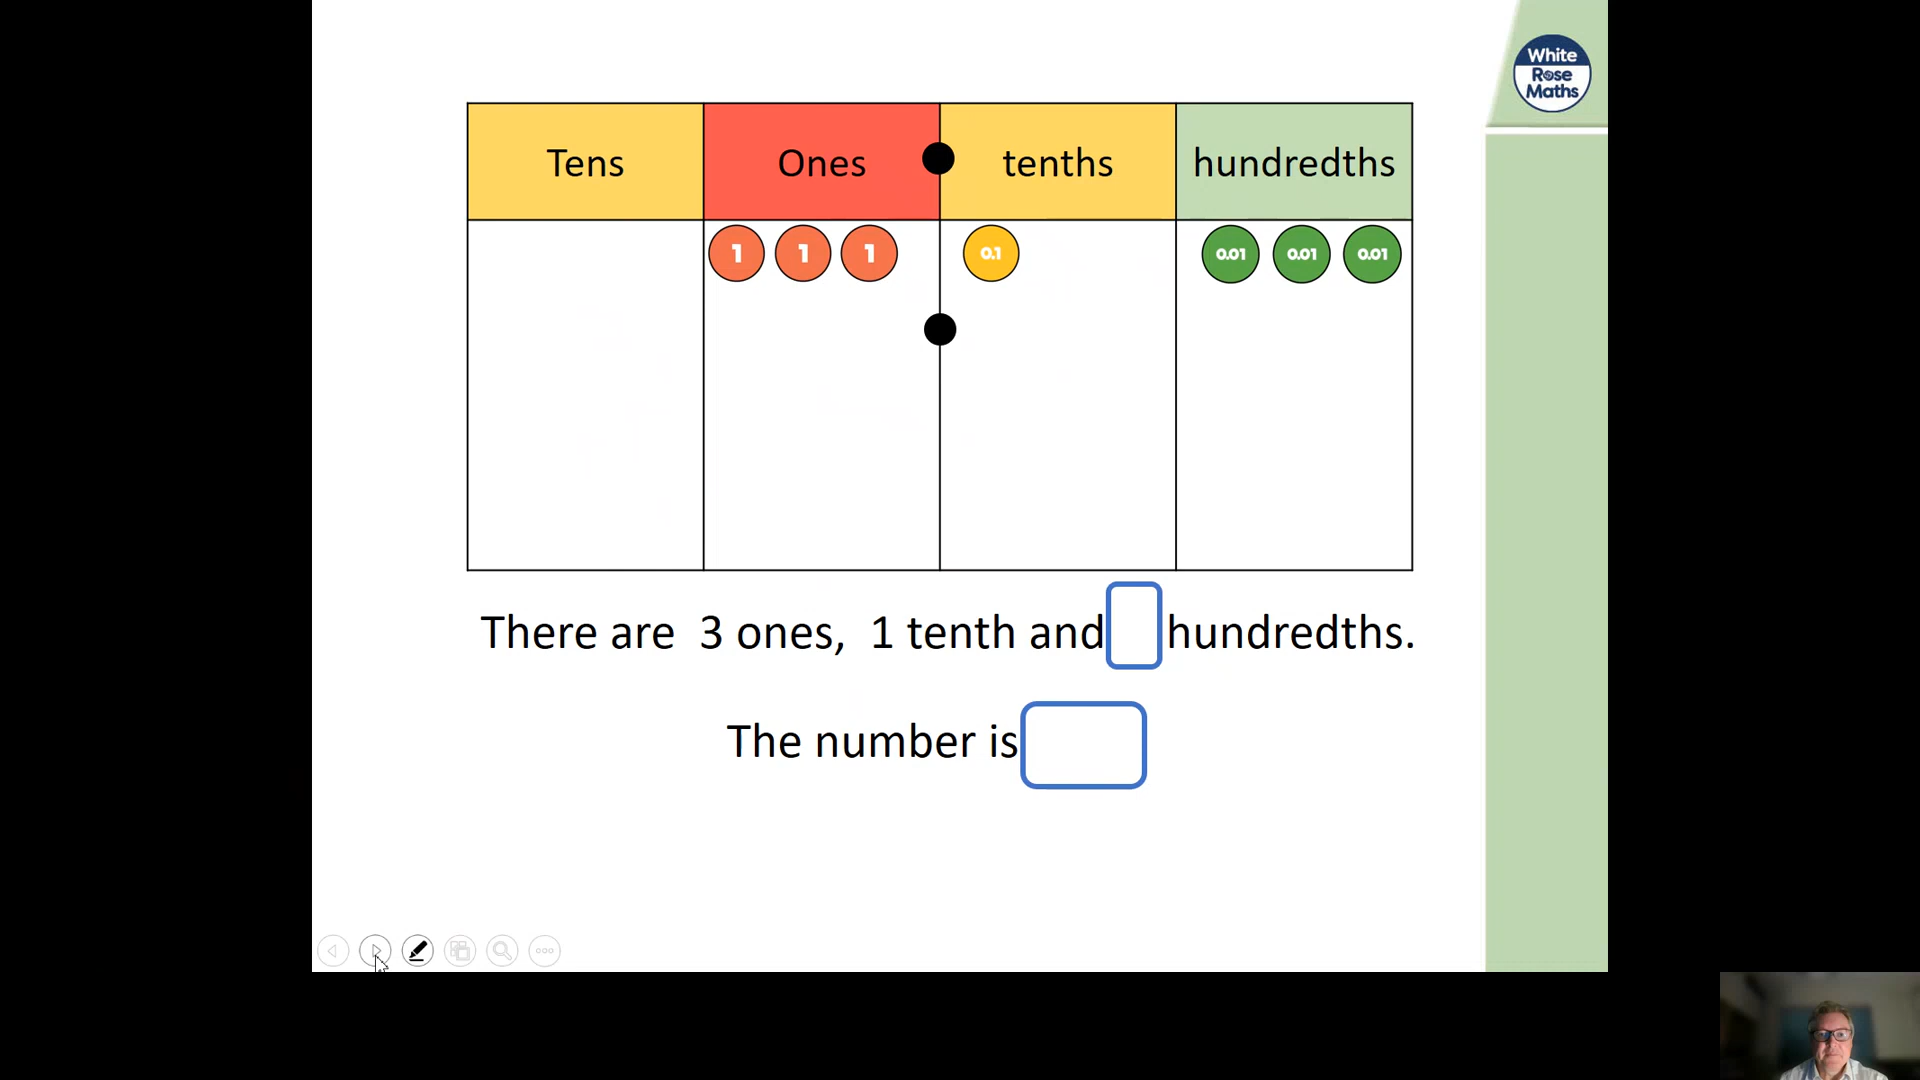 White
Rose
Maths
Tens Ones tenths hundredths
1 1 1 0.1 0.01 0.01 0.01
There are 3 ones, 1 tenth and hundredths.
The number is